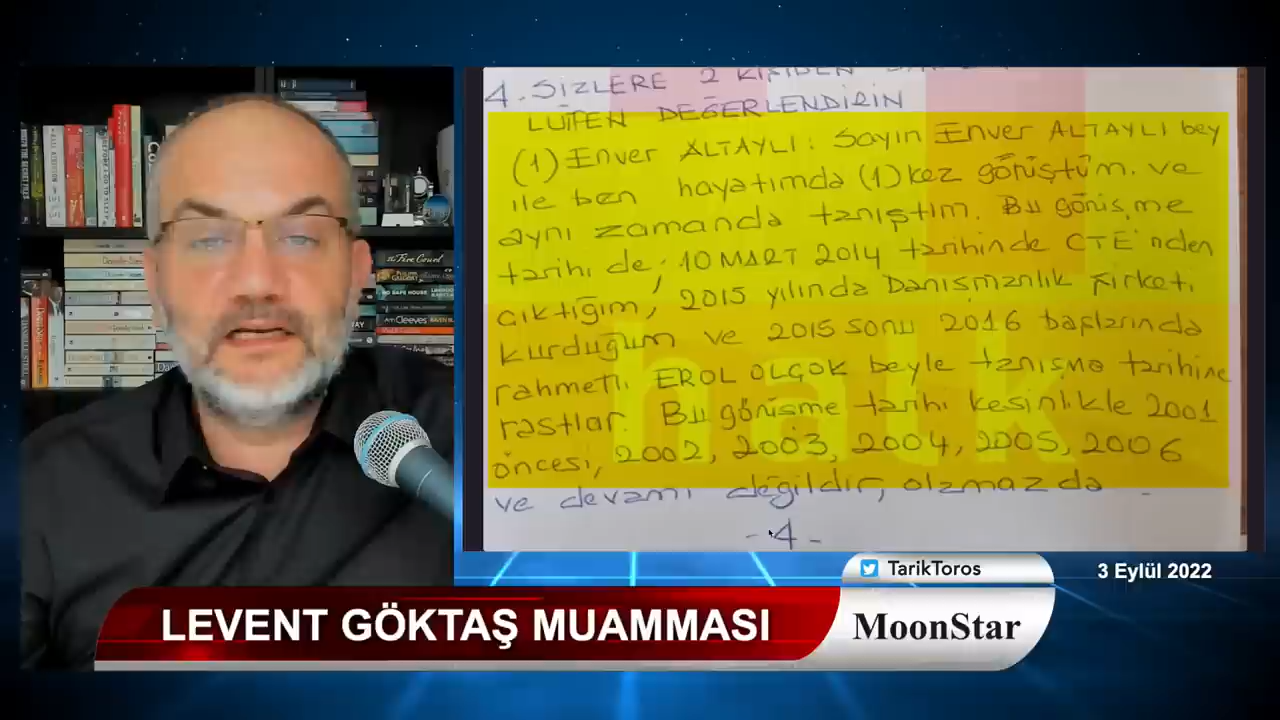 4. SİZLERE 2 KİŞİDEN
LÜTFEN DEĞERLENDİRİN
(1) Enver ALTAYLI: Sayın Enver ALTAYLI bey
ile ben hayatımda (1) kez görüştüm. ve
aynı zamanda tanıştım. Bu görüşme
tarihi de; 10 MART 2014 tarihinde CTE'nden
çıktığım, 2015 yılında Danışmanlık şirketi
kurduğum ve 2015 sonu 2016 başlarında
rahmetli EROL OLÇOK beyle tanışma tarihine
rastlar. Bu görüşme tarihi kesinlikle 2001
öncesi, 2002, 2003, 2004, 2005, 2006
ve devamı değildir, olamaz da
-4-
halk
TarikToros
3 Eylül 2022
LEVENT GÖKTAŞ MUAMMASI
MoonStar